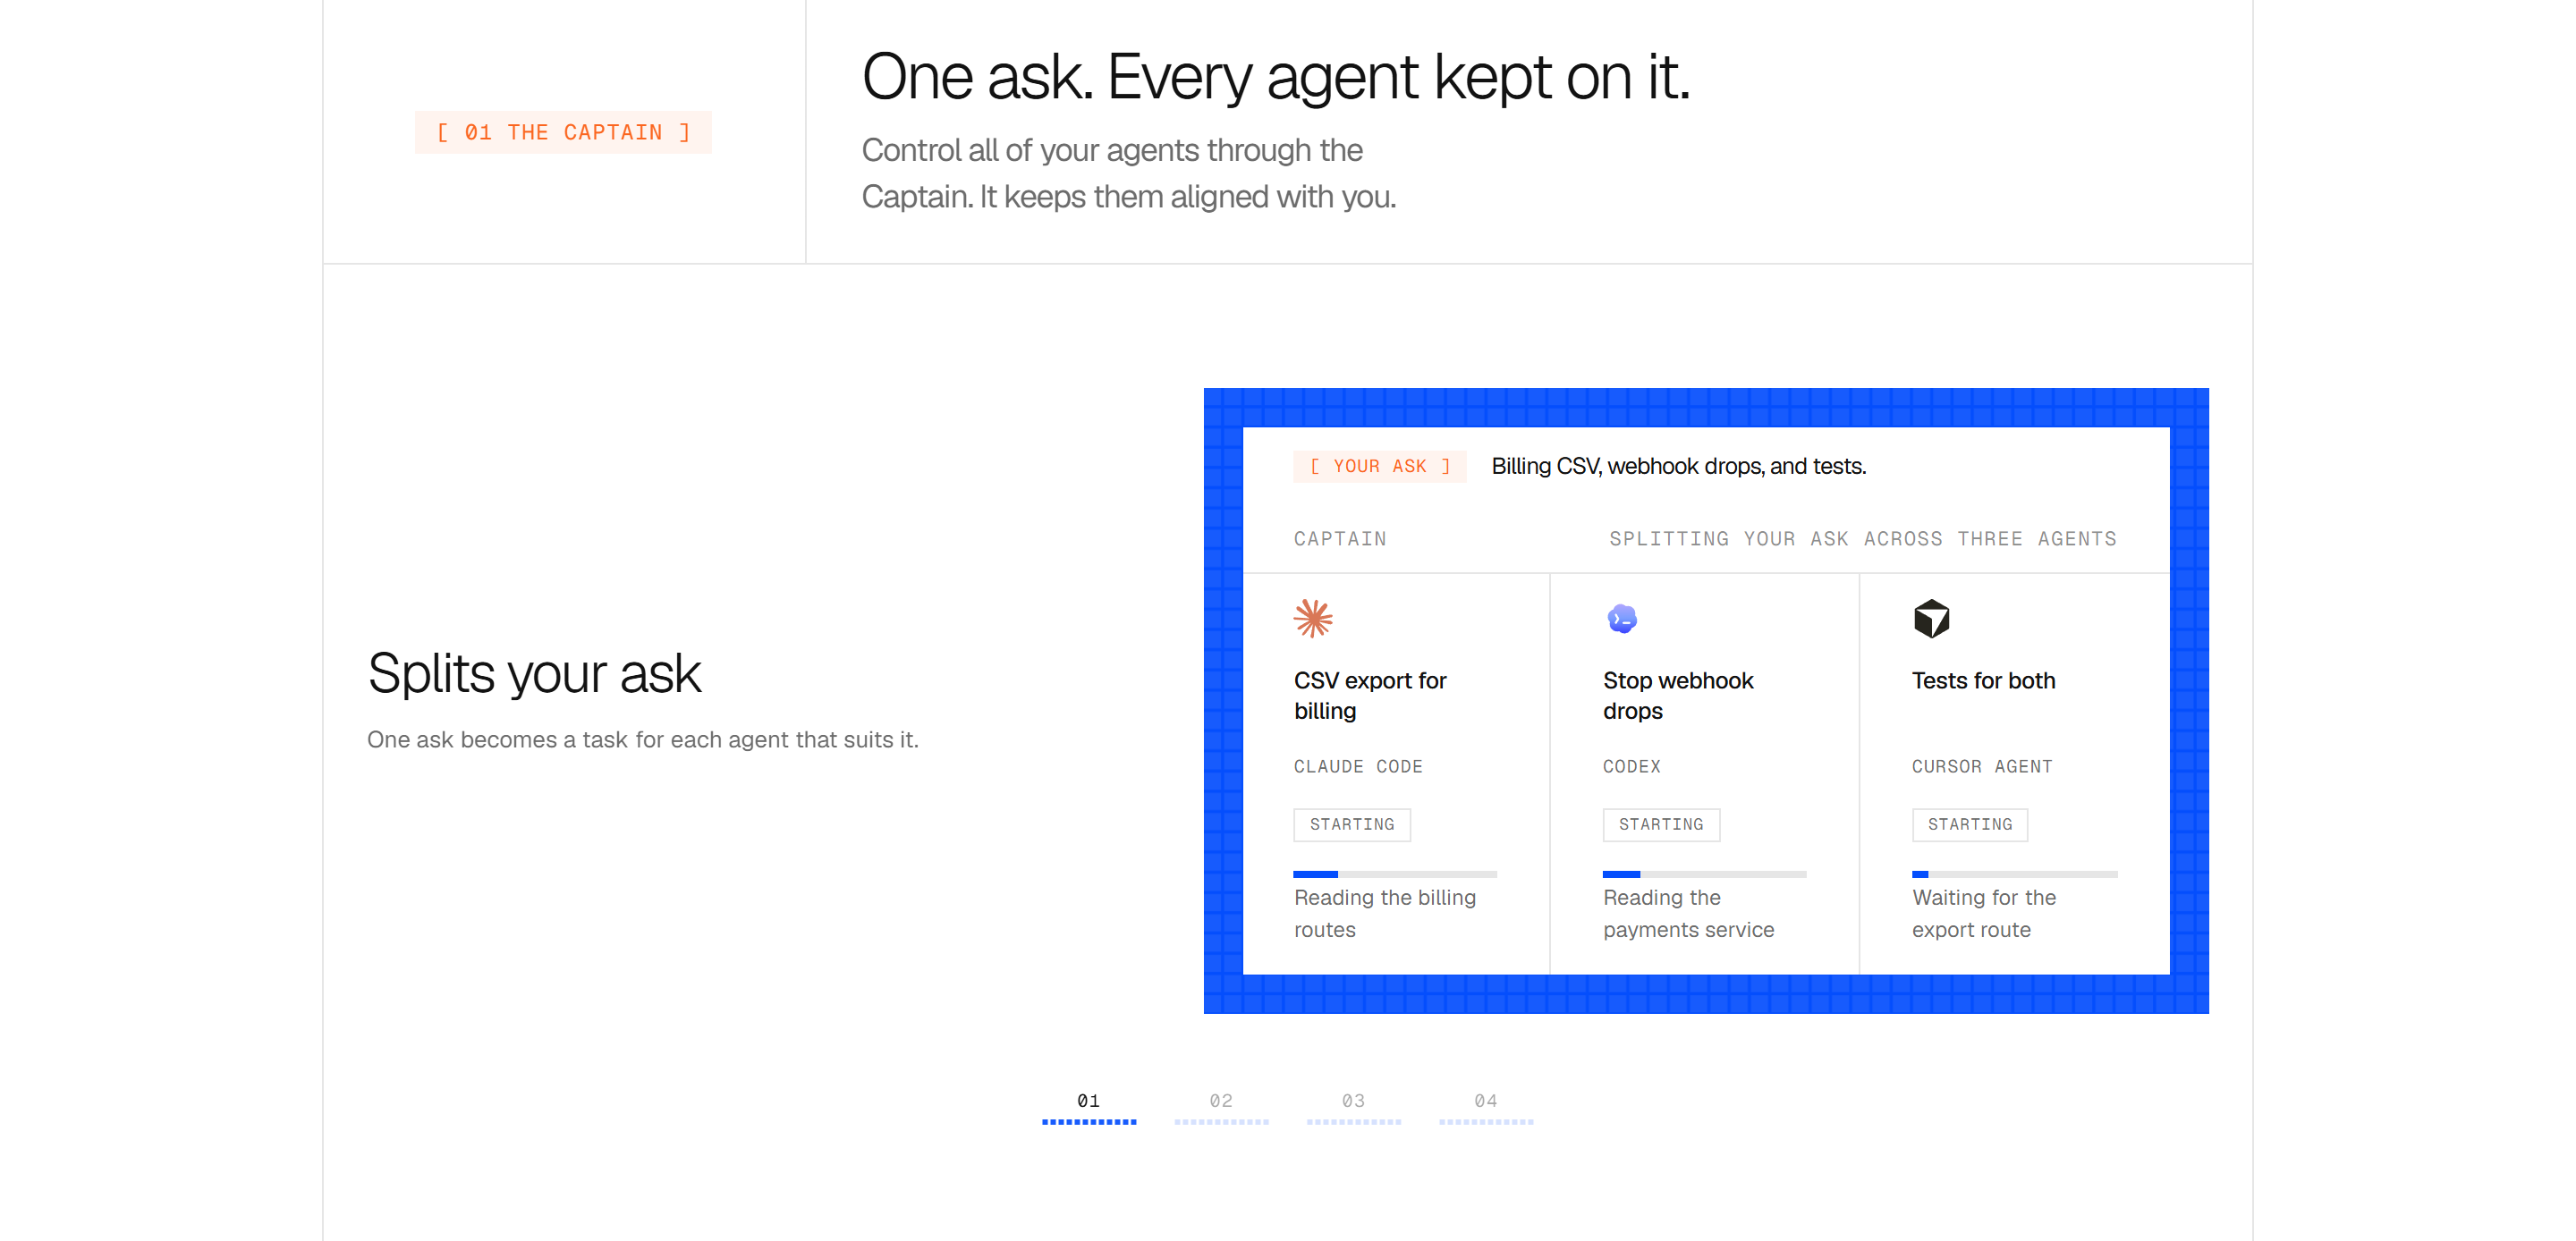 [ 01 THE CAPTAIN ]
One ask. Every agent kept on it.
Control all of your agents through the
Captain. It keeps them aligned with you.
Splits your ask
One ask becomes a task for each agent that suits it.
[ YOUR ASK ] Billing CSV, webhook drops, and tests.
CAPTAIN SPLITTING YOUR ASK ACROSS THREE AGENTS
CSV export for
billing
CLAUDE CODE
STARTING
Reading the billing
routes
Stop webhook
drops
CODEX
STARTING
Reading the
payments service
Tests for both
CURSOR AGENT
STARTING
Waiting for the
export route
01 02 03 04